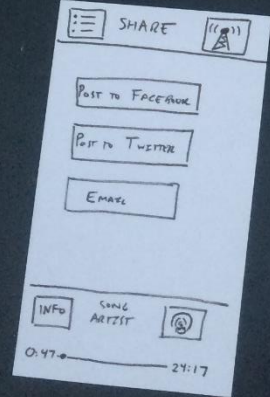 SHARE
POST TO FACEBOOK
POST TO TWITTER
EMAIL
INFO
SONG
ARTIST
0:47
24:17